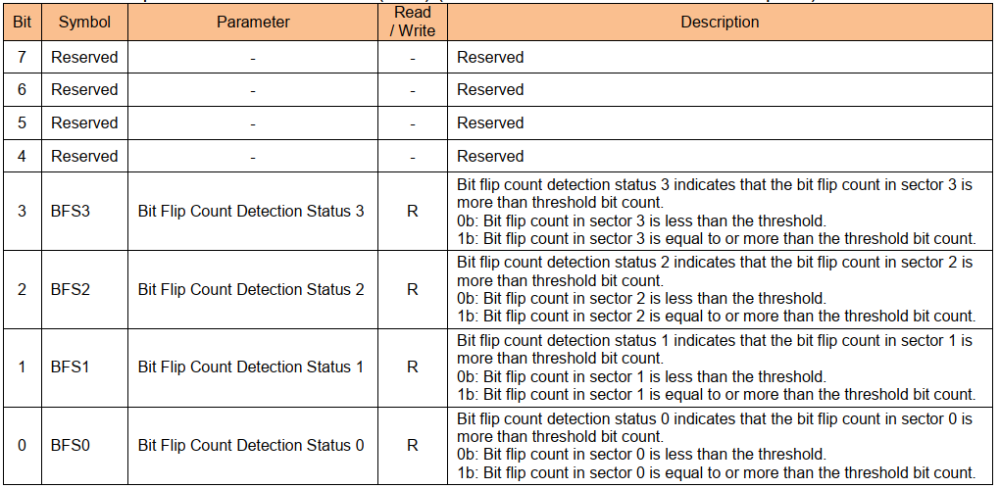 Bit Symbol Parameter Read / Write Description
7 Reserved - - Reserved
6 Reserved - - Reserved
5 Reserved - - Reserved
4 Reserved - - Reserved
3 BFS3 Bit Flip Count Detection Status 3 R Bit flip count detection status 3 indicates that the bit flip count in sector 3 is
more than threshold bit count.
0b: Bit flip count in sector 3 is less than the threshold.
1b: Bit flip count in sector 3 is equal to or more than the threshold bit count.
2 BFS2 Bit Flip Count Detection Status 2 R Bit flip count detection status 2 indicates that the bit flip count in sector 2 is
more than threshold bit count.
0b: Bit flip count in sector 2 is less than the threshold.
1b: Bit flip count in sector 2 is equal to or more than the threshold bit count.
1 BFS1 Bit Flip Count Detection Status 1 R Bit flip count detection status 1 indicates that the bit flip count in sector 1 is
more than threshold bit count.
0b: Bit flip count in sector 1 is less than the threshold.
1b: Bit flip count in sector 1 is equal to or more than the threshold bit count.
0 BFS0 Bit Flip Count Detection Status 0 R Bit flip count detection status 0 indicates that the bit flip count in sector 0 is
more than threshold bit count.
0b: Bit flip count in sector 0 is less than the threshold.
1b: Bit flip count in sector 0 is equal to or more than the threshold bit count.